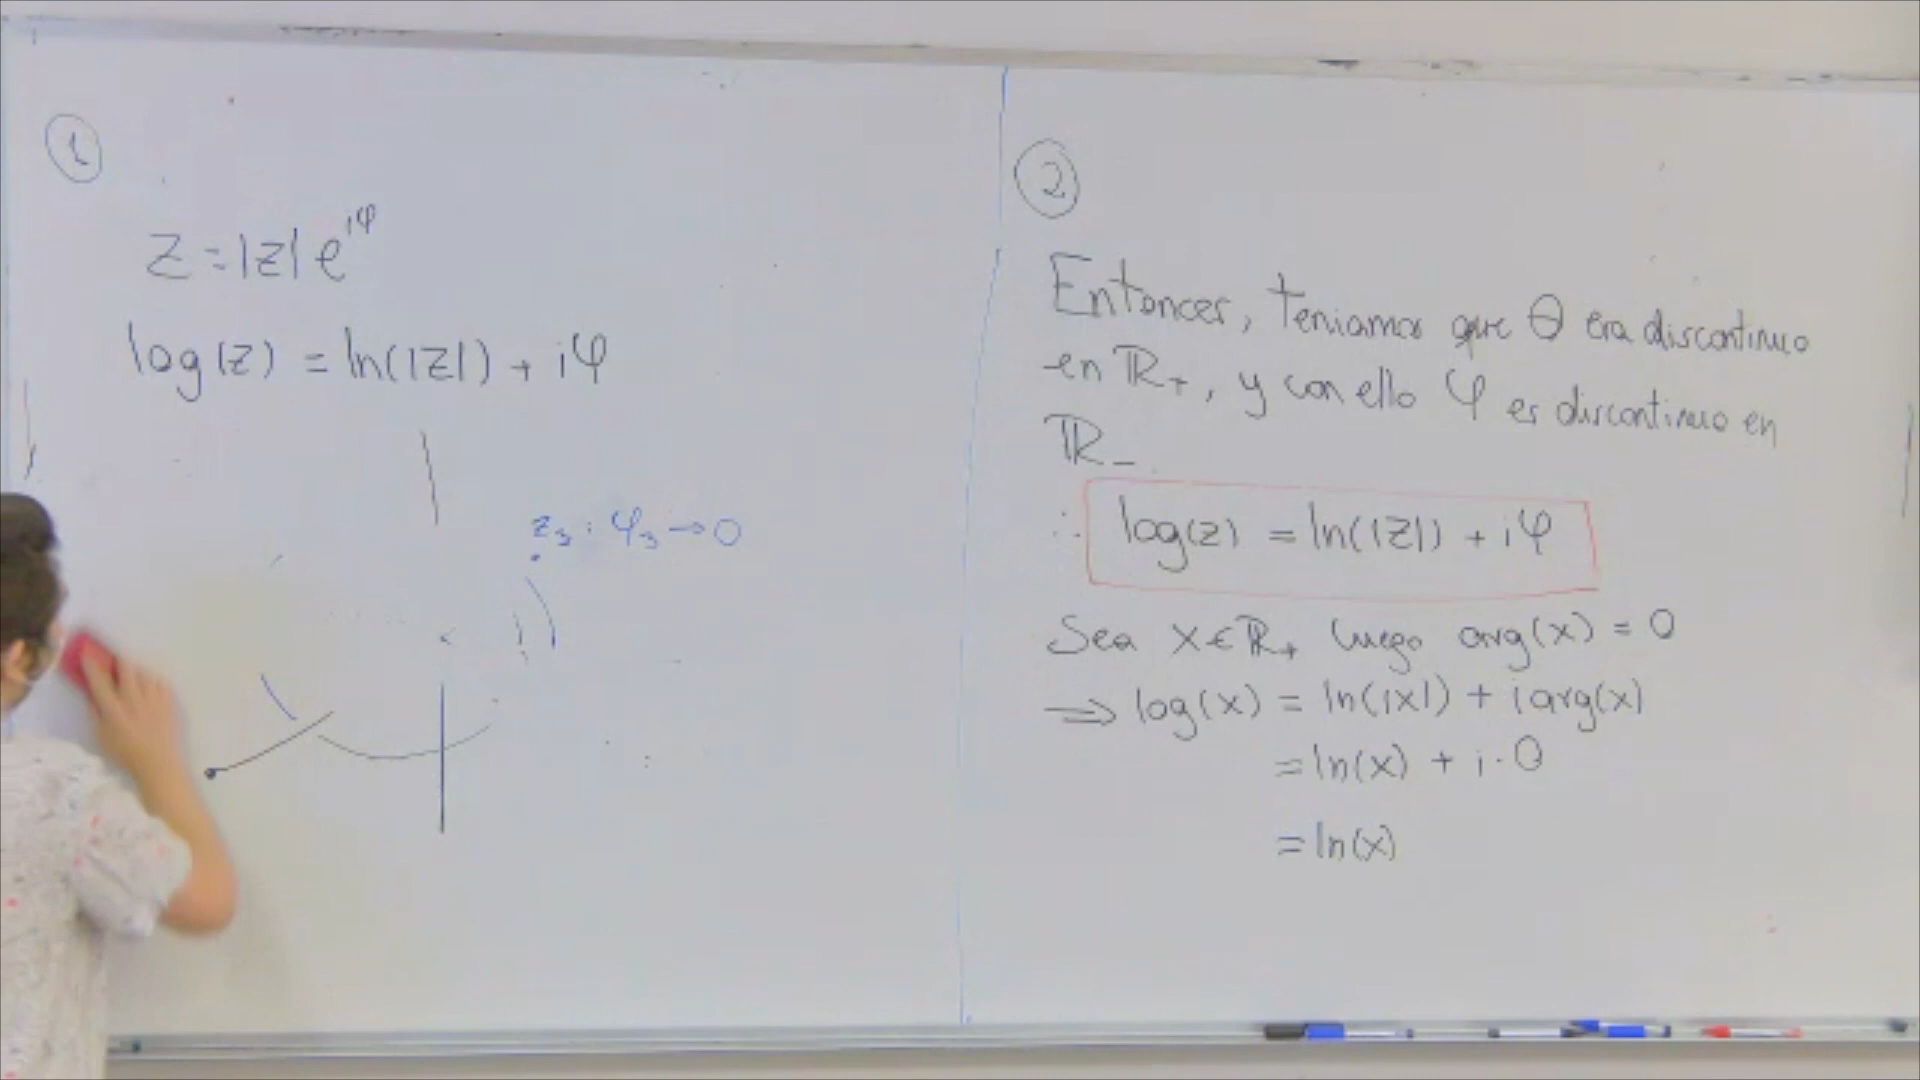 1
z = |z| e^{iφ}
log(z) = ln(|z|) + iφ
z₃ : φ₃ → 0
2
Entonces, teniamos que θ era discontinuo
en ℝ₊, y con ello φ es discontinuo en
ℝ₋
∴ log(z) = ln(|z|) + iφ
Sea x ∈ ℝ₊ luego arg(x) = 0
⇒ log(x) = ln(|x|) + i arg(x)
= ln(x) + i · 0
= ln(x)